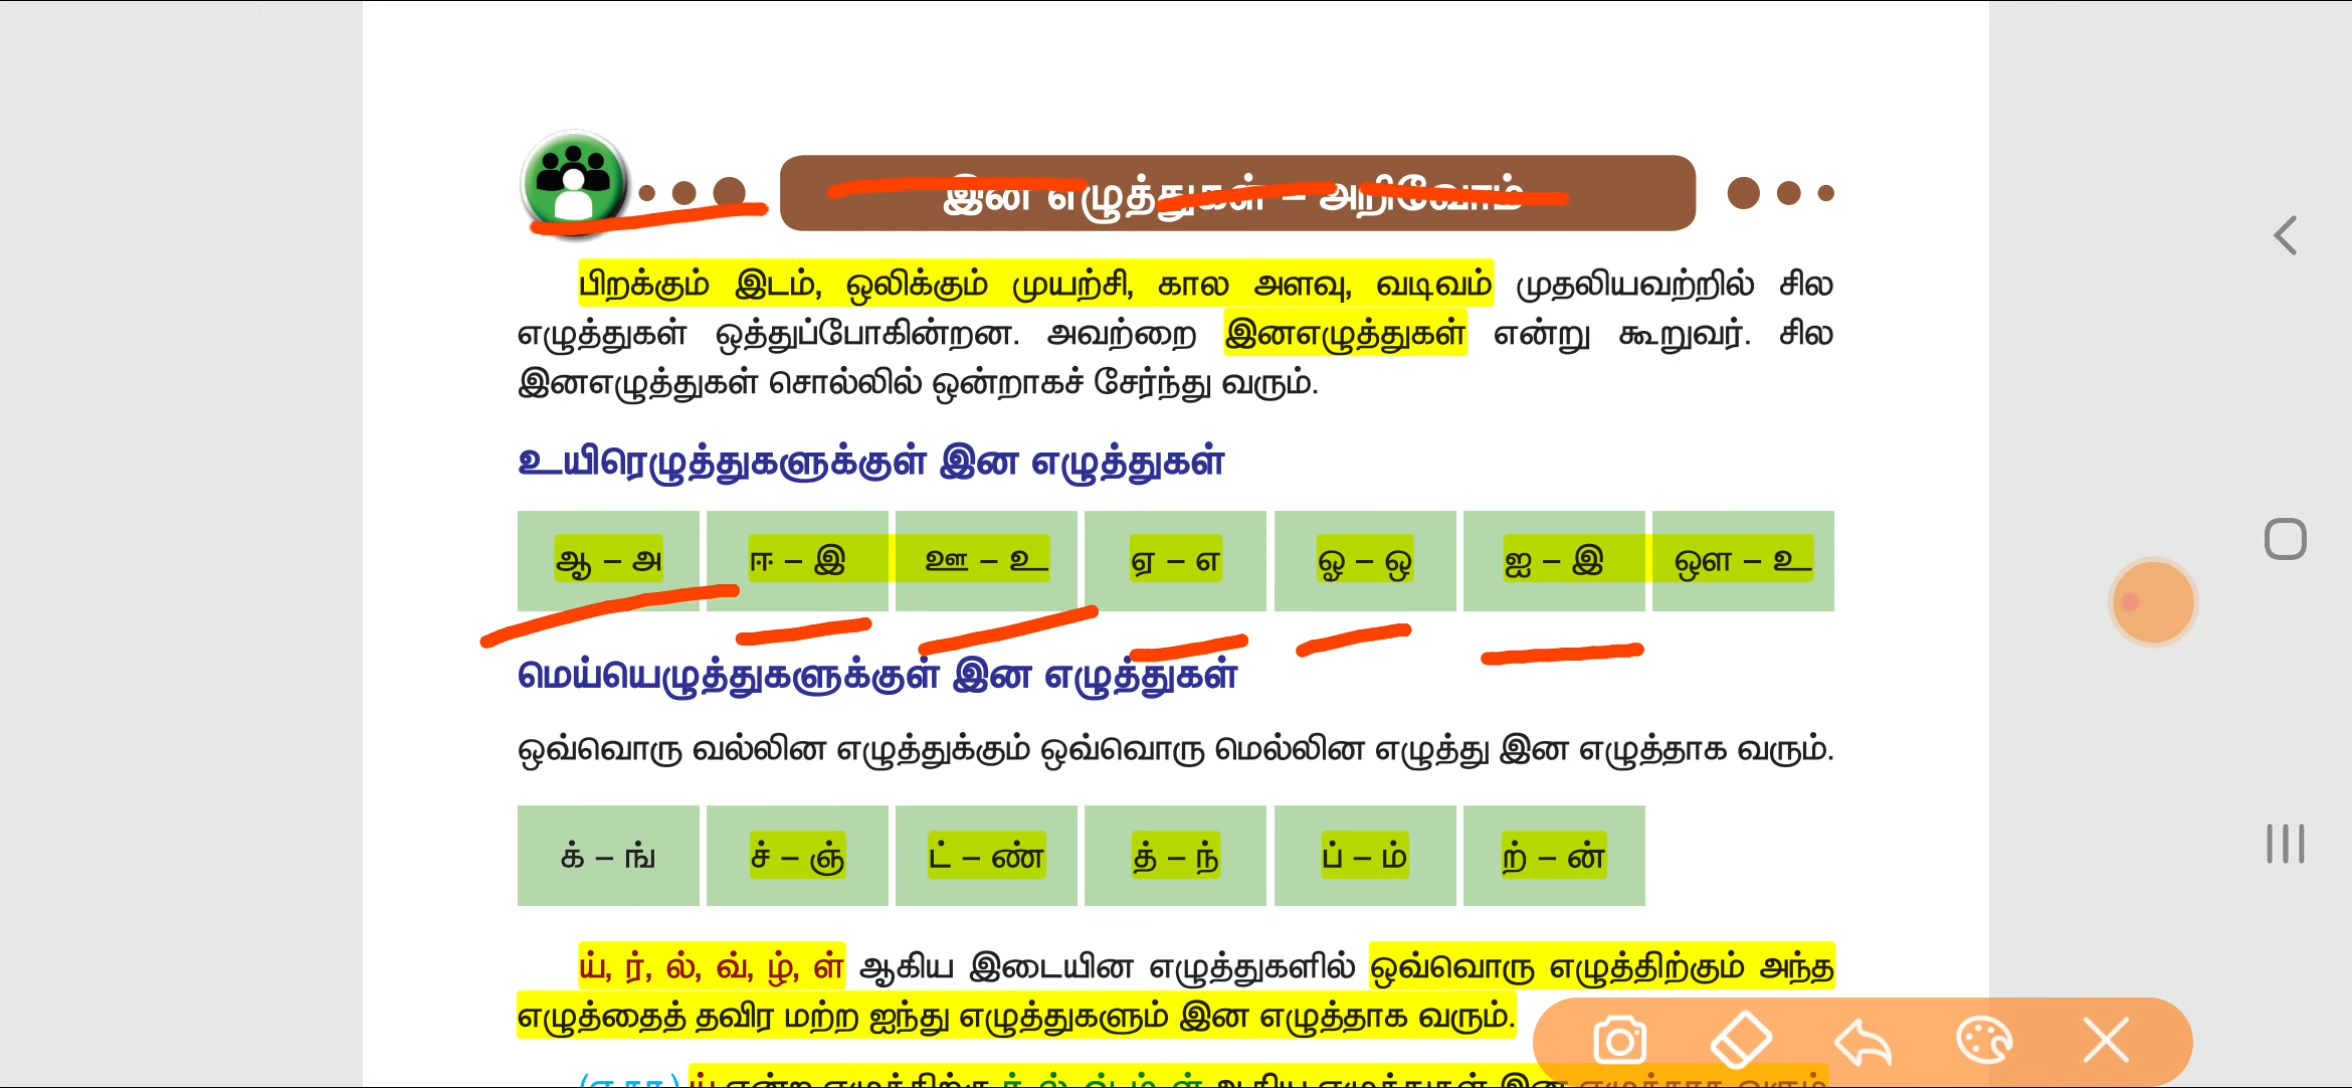 இன எழுத்துகள் – அறிவோம்
பிறக்கும் இடம், ஒலிக்கும் முயற்சி, கால அளவு, வடிவம் முதலியவற்றில் சில
எழுத்துகள் ஒத்துப்போகின்றன. அவற்றை இனஎழுத்துகள் என்று கூறுவர். சில
இனஎழுத்துகள் சொல்லில் ஒன்றாகச் சேர்ந்து வரும்.
உயிரெழுத்துகளுக்குள் இன எழுத்துகள்
ஆ – அ ஈ – இ ஊ – உ ஏ – எ ஓ – ஒ ஐ – இ ஔ – உ
மெய்யெழுத்துகளுக்குள் இன எழுத்துகள்
ஒவ்வொரு வல்லின எழுத்துக்கும் ஒவ்வொரு மெல்லின எழுத்து இன எழுத்தாக வரும்.
க் – ங் ச் – ஞ் ட் – ண் த் – ந் ப் – ம் ற் – ன்
ய், ர், ல், வ், ழ், ள் ஆகிய இடையின எழுத்துகளில் ஒவ்வொரு எழுத்திற்கும் அந்த
எழுத்தைத் தவிர மற்ற ஐந்து எழுத்துகளும் இன எழுத்தாக வரும்.